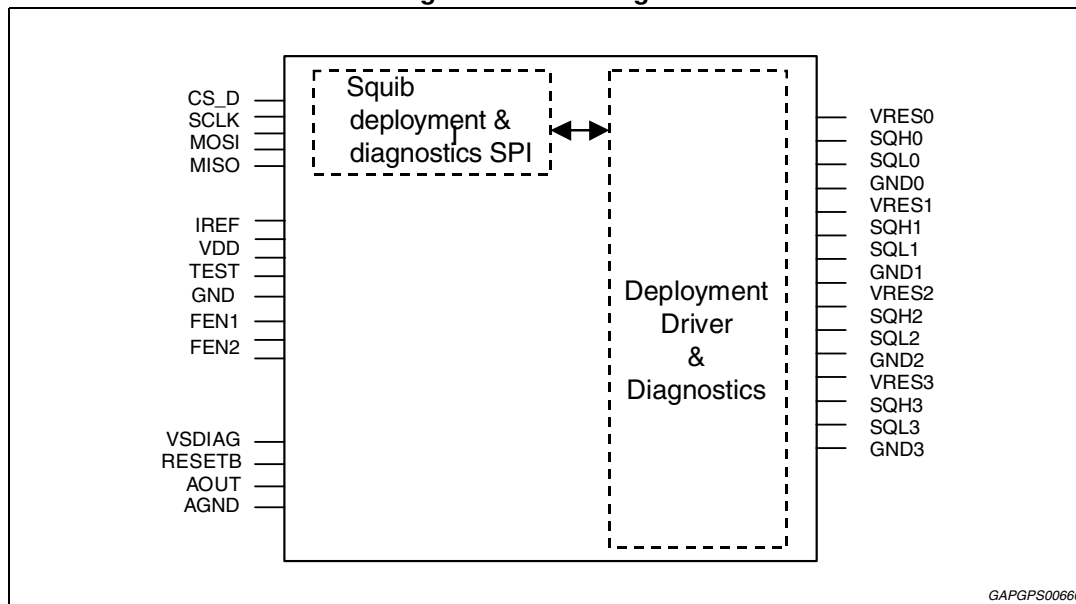 CS_D
SCLK
MOSI
MISO
IREF
VDD
TEST
GND
FEN1
FEN2
VSDIAG
RESETB
AOUT
AGND
Squib
deployment &
diagnostics SPI
Deployment
Driver
&
Diagnostics
VRES0
SQH0
SQL0
GND0
VRES1
SQH1
SQL1
GND1
VRES2
SQH2
SQL2
GND2
VRES3
SQH3
SQL3
GND3